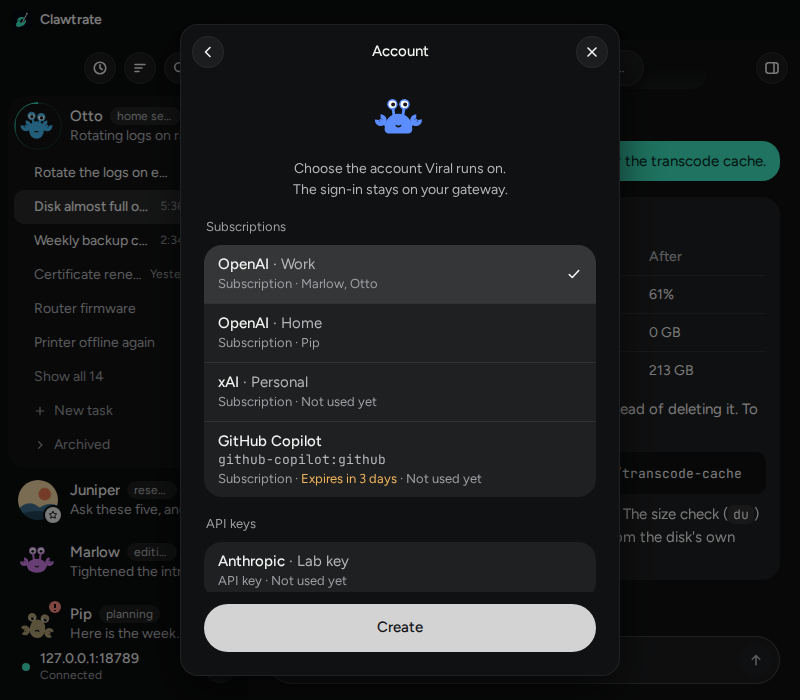 Clawtrate
Account
Otto home se...
Rotating logs on r
Rotate the logs on e...
Disk almost full o... 5:36
Weekly backup c... 2:34
Certificate rene... Yeste
Router firmware
Printer offline again
Show all 14
+ New task
Archived
Juniper rese...
Ask these five, an
Marlow editi...
Tightened the intr
Pip planning
Here is the week.
127.0.0.1:18789
Connected
Choose the account Viral runs on.
The sign-in stays on your gateway.
Subscriptions
OpenAI · Work
Subscription · Marlow, Otto
OpenAI · Home
Subscription · Pip
xAI · Personal
Subscription · Not used yet
GitHub Copilot
github-copilot:github
Subscription · Expires in 3 days · Not used yet
API keys
Anthropic · Lab key
API key · Not used yet
Create
the transcode cache.
After
61%
0 GB
213 GB
ead of deleting it. To
/transcode-cache
The size check ( du )
om the disk's own